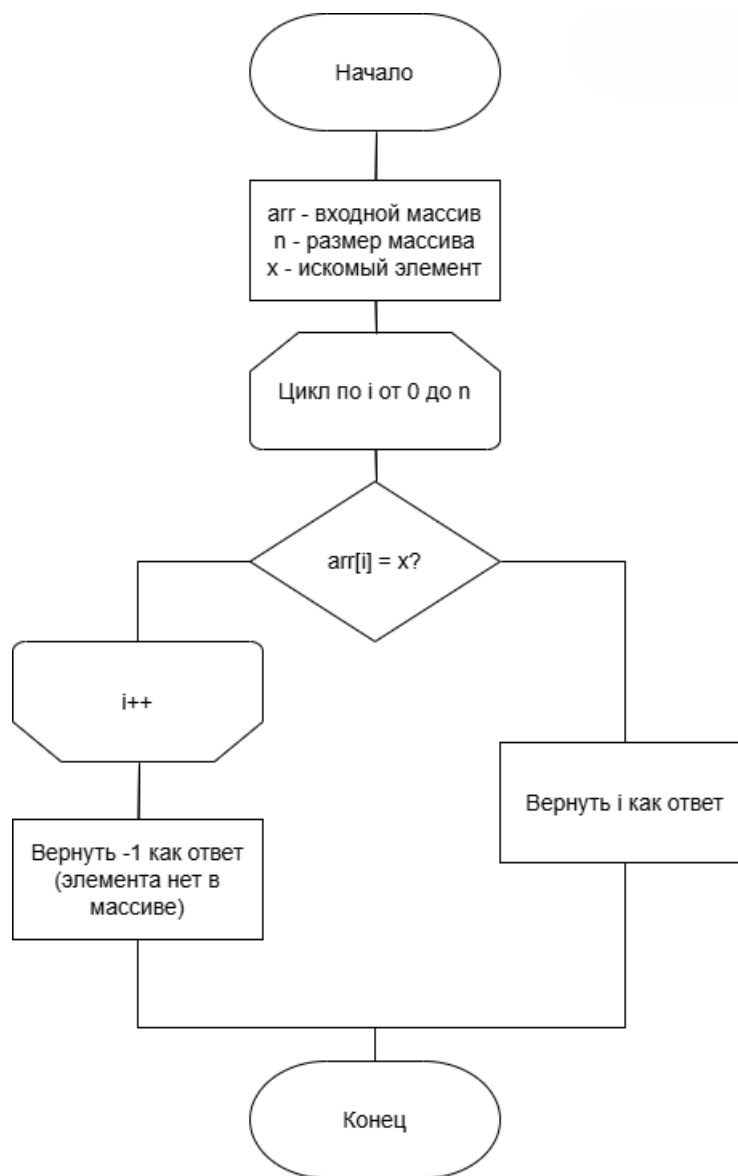 Начало
arr - входной массив
n - размер массива
x - искомый элемент
Цикл по i от 0 до n
arr[i] = x?
i++
Вернуть -1 как ответ
(элемента нет в
массиве)
Вернуть i как ответ
Конец